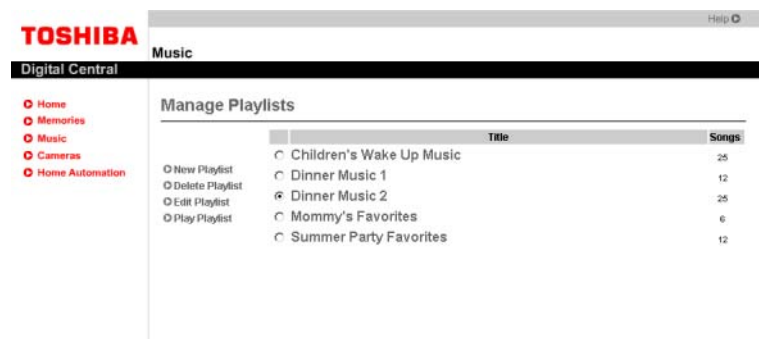 Help
TOSHIBA
Music
Digital Central
Home
Memories
Music
Cameras
Home Automation
Manage Playlists
New Playlist
Delete Playlist
Edit Playlist
Play Playlist
Title Songs
Children's Wake Up Music 25
Dinner Music 1 12
Dinner Music 2 25
Mommy's Favorites 6
Summer Party Favorites 12